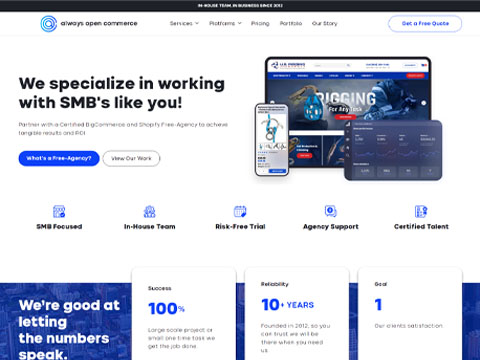 IN-HOUSE TEAM, IN BUSINESS SINCE 2012
always open commerce
Services
Platforms
Pricing
Portfolio
Our Story
Get a Free Quote
We specialize in working
with SMB's like you!
Partner with a Certified BigCommerce and Shopify Free-Agency to achieve
tangible results and ROI.
What's a Free-Agency?
View Our Work
RIGGING
For Any Task
SMB Focused
In-House Team
Risk-Free Trial
Agency Support
Certified Talent
We're good at
letting
the numbers
speak.
Success
100%
Large scale project or
small one time task we
get the job done.
Reliability
10+ YEARS
Founded in 2012, so you
can trust we will be
there when you need
us.
Goal
1
Our clients satisfaction.